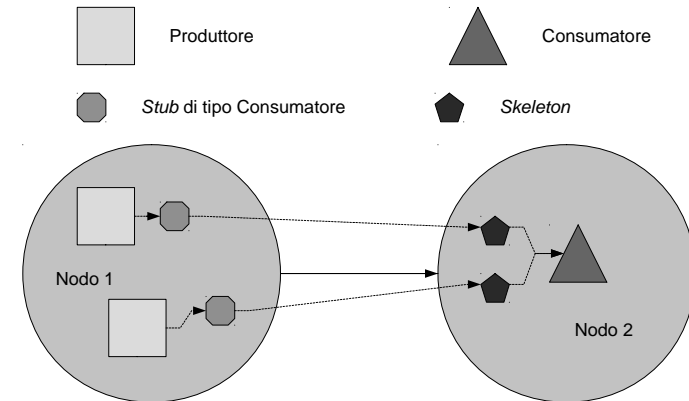 Produttore
Consumatore
Stub di tipo Consumatore
Skeleton
Nodo 1
Nodo 2